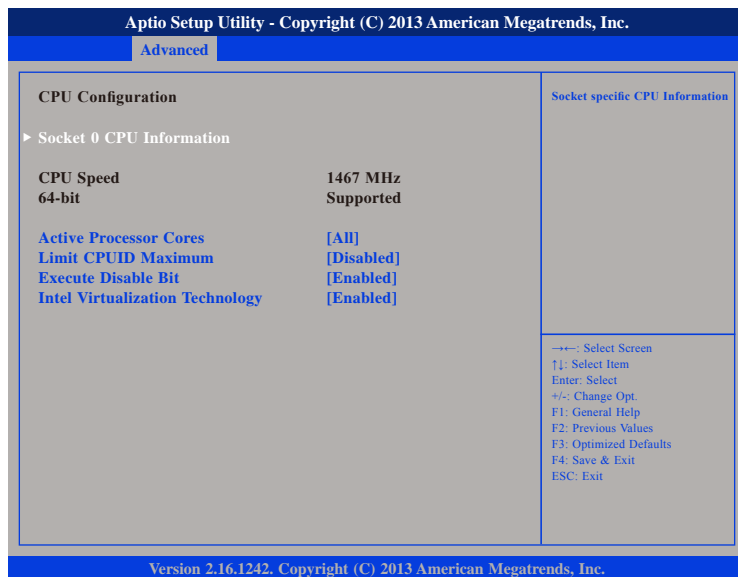 Aptio Setup Utility - Copyright (C) 2013 American Megatrends, Inc.
Advanced
CPU Configuration
Socket specific CPU Information
▶ Socket 0 CPU Information
CPU Speed 1467 MHz
64-bit Supported
Active Processor Cores [All]
Limit CPUID Maximum [Disabled]
Execute Disable Bit [Enabled]
Intel Virtualization Technology [Enabled]
→←: Select Screen
↑↓: Select Item
Enter: Select
+/-: Change Opt.
F1: General Help
F2: Previous Values
F3: Optimized Defaults
F4: Save & Exit
ESC: Exit
Version 2.16.1242. Copyright (C) 2013 American Megatrends, Inc.